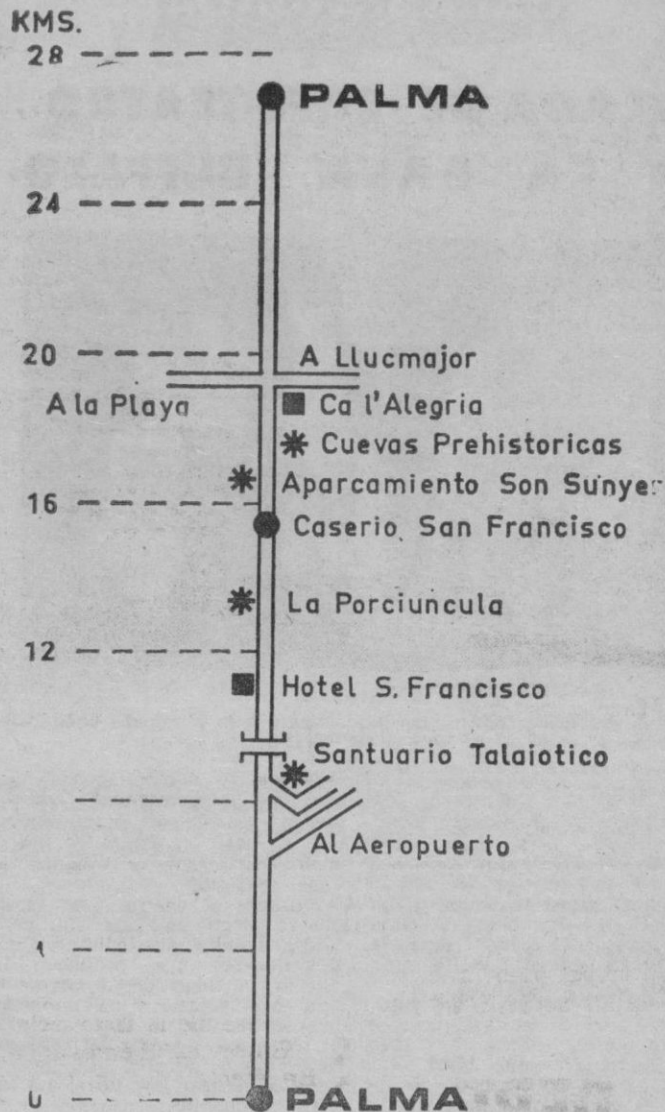 KMS.
28
PALMA
24
20
A Llucmajor
A la Playa
Ca l'Alegria
Cuevas Prehistoricas
Aparcamiento Son Sunye
16
Caserio San Francisco
La Porciuncula
12
Hotel S. Francisco
Santuario Talaiotico
Al Aeropuerto
PALMA